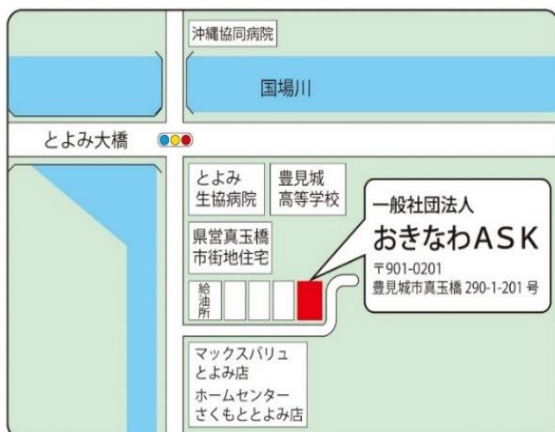 沖縄協同病院
国場川
とよみ大橋
とよみ
生協病院
豊見城
高等学校
県営真玉橋
市街地住宅
一般社団法人
おきなわASK
〒901-0201
豊見城市真玉橋 290-1-201 号
給油所
マックスバリュ
とよみ店
ホームセンター
さくもととよみ店